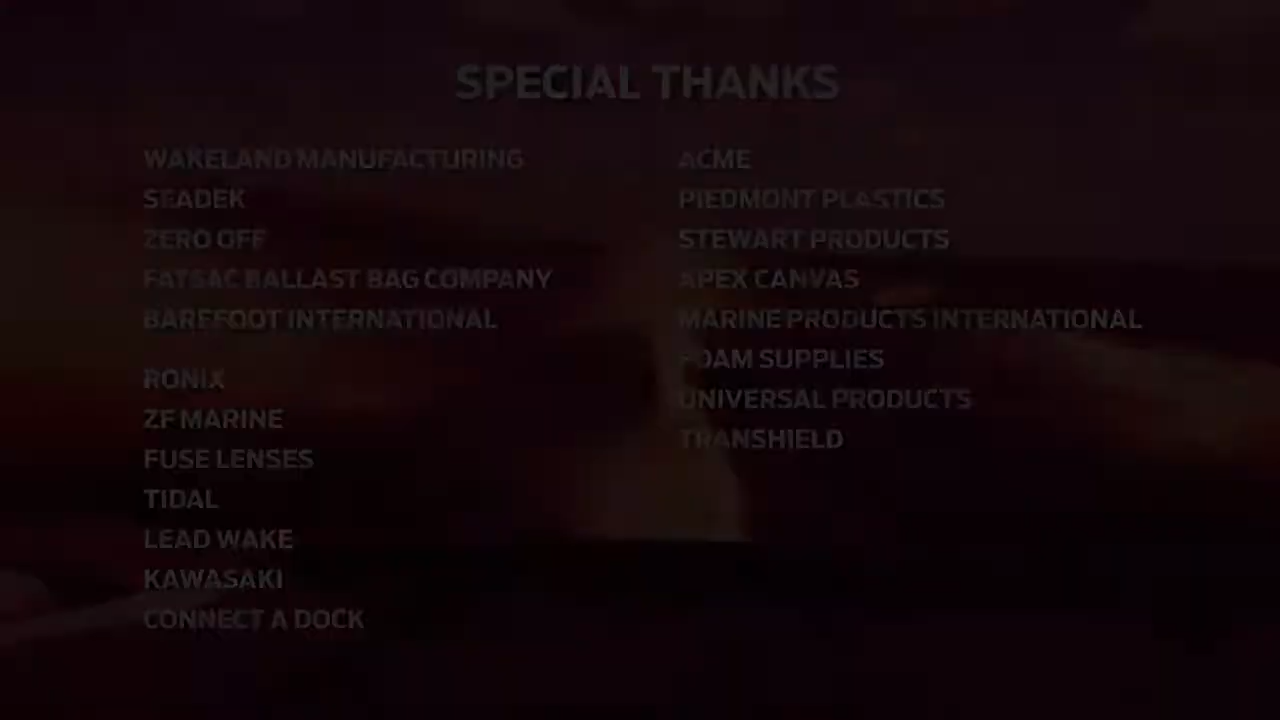 SPECIAL THANKS
WAKELAND MANUFACTURING
SEADEK
ZERO OFF
FATSAC BALLAST BAG COMPANY
BAREFOOT INTERNATIONAL
RONIX
ZF MARINE
FUSE LENSES
TIDAL
LEAD WAKE
KAWASAKI
CONNECT A DOCK
ACME
PIEDMONT PLASTICS
STEWART PRODUCTS
APEX CANVAS
MARINE PRODUCTS INTERNATIONAL
FOAM SUPPLIES
UNIVERSAL PRODUCTS
TRANSHIELD